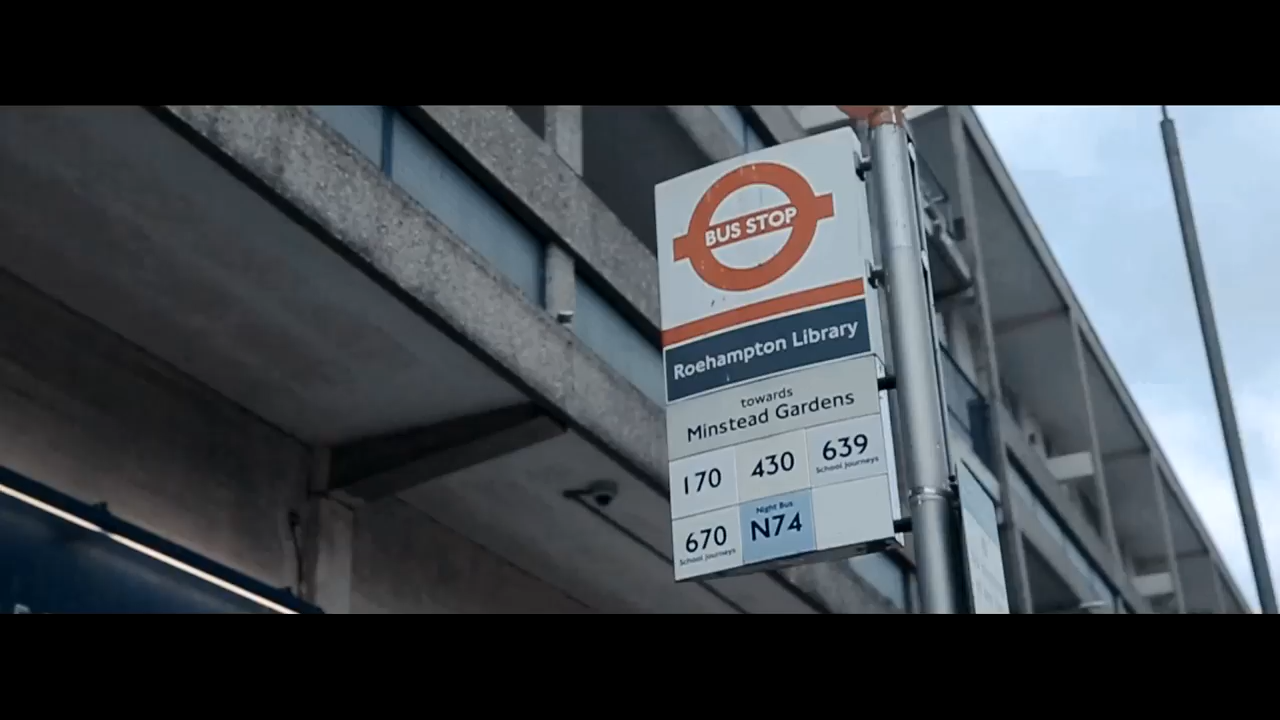 BUS STOP
Roehampton Library
towards
Minstead Gardens
170 430 639
School Journeys
Night Bus
670 N74
School Journeys